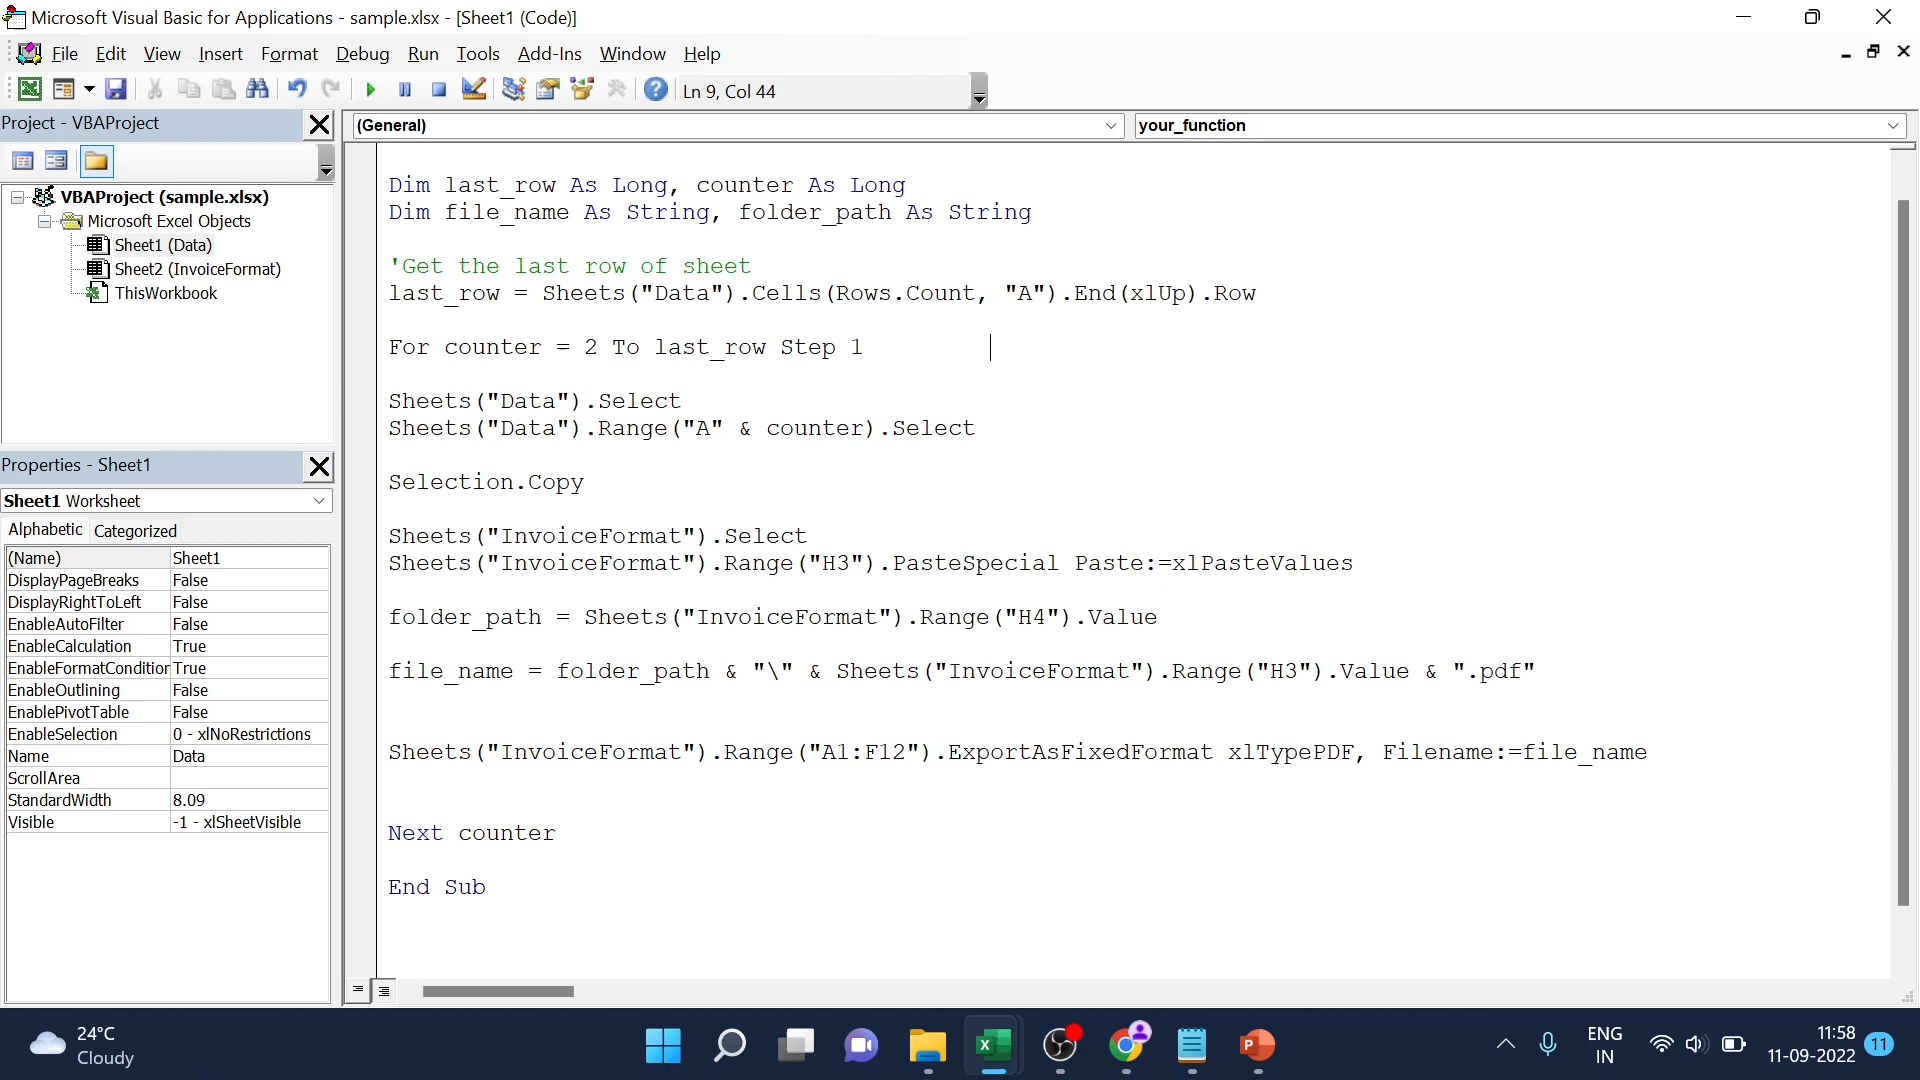 Microsoft Visual Basic for Applications - sample.xlsx - [Sheet1 (Code)]
File Edit View Insert Format Debug Run Tools Add-Ins Window Help
Ln 9, Col 44
Project - VBAProject
(General)
your_function
VBAProject (sample.xlsx)
Microsoft Excel Objects
Sheet1 (Data)
Sheet2 (InvoiceFormat)
ThisWorkbook
Properties - Sheet1
Sheet1 Worksheet
Alphabetic Categorized
(Name) Sheet1
DisplayPageBreaks False
DisplayRightToLeft False
EnableAutoFilter False
EnableCalculation True
EnableFormatCondition True
EnableOutlining False
EnablePivotTable False
EnableSelection 0 - xlNoRestrictions
Name Data
ScrollArea
StandardWidth 8.09
Visible -1 - xlSheetVisible
Dim last_row As Long, counter As Long
Dim file_name As String, folder_path As String
'Get the last row of sheet
last_row = Sheets("Data").Cells(Rows.Count, "A").End(xlUp).Row
For counter = 2 To last_row Step 1
Sheets("Data").Select
Sheets("Data").Range("A" & counter).Select
Selection.Copy
Sheets("InvoiceFormat").Select
Sheets("InvoiceFormat").Range("H3").PasteSpecial Paste:=xlPasteValues
folder_path = Sheets("InvoiceFormat").Range("H4").Value
file_name = folder_path & "\" & Sheets("InvoiceFormat").Range("H3").Value & ".pdf"
Sheets("InvoiceFormat").Range("A1:F12").ExportAsFixedFormat xlTypePDF, Filename:=file_name
Next counter
End Sub
24°C
Cloudy
ENG
IN
11:58
11-09-2022
11